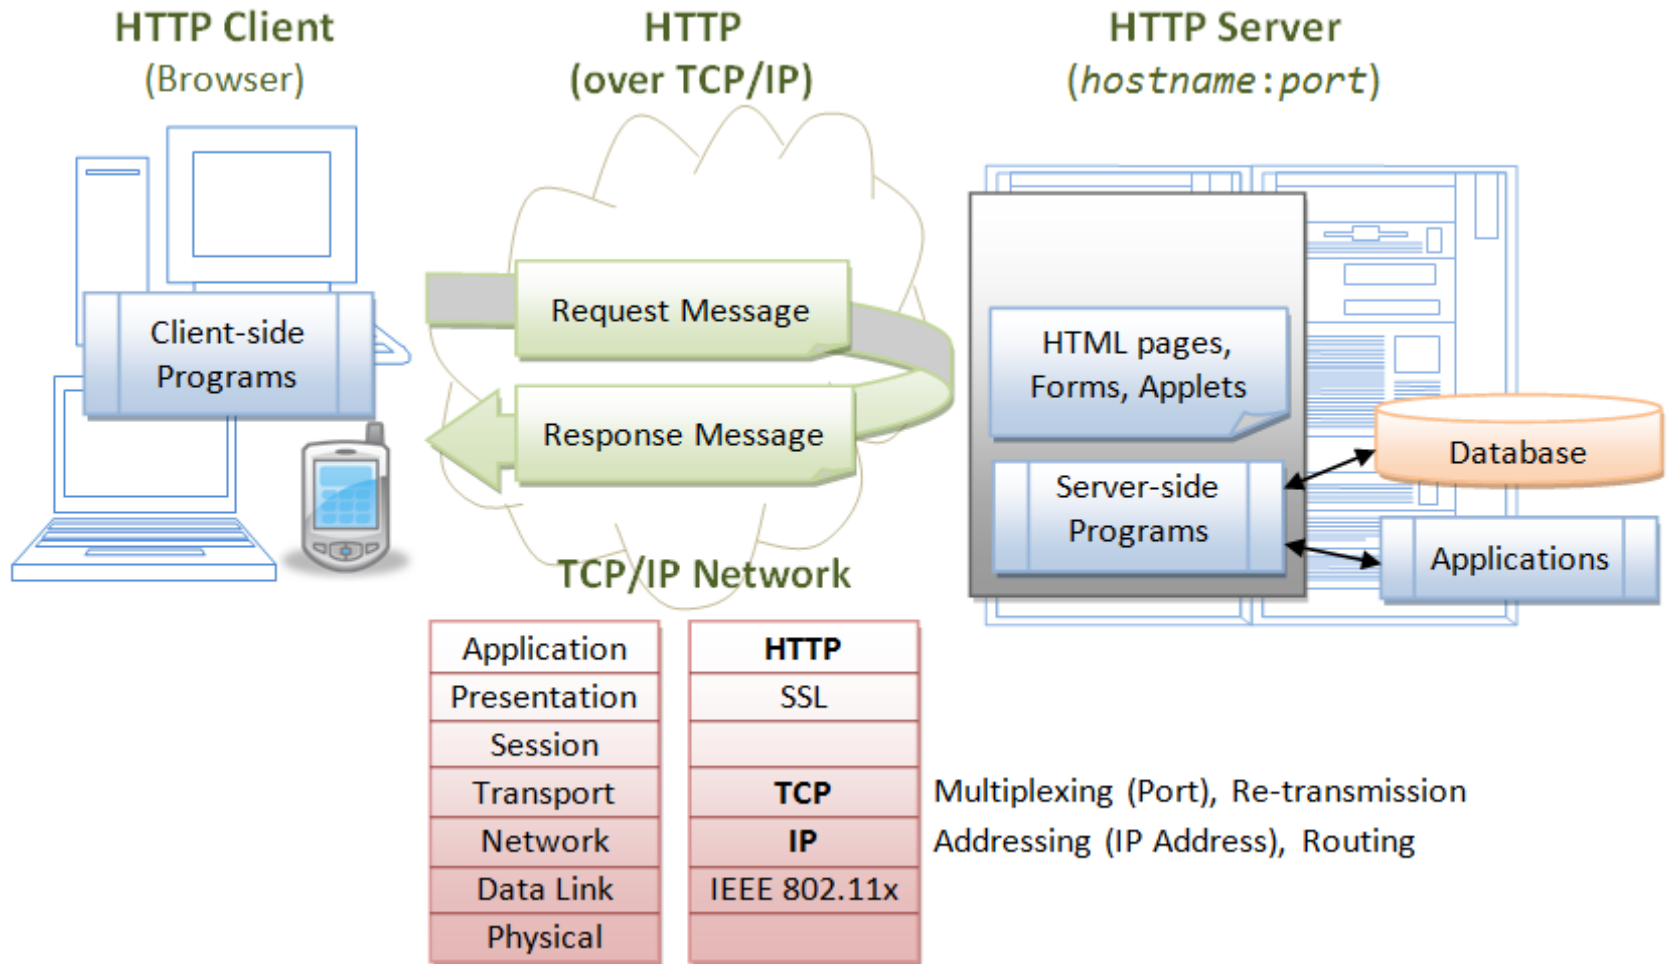 HTTP Client
(Browser)
HTTP
(over TCP/IP)
HTTP Server
(hostname:port)
Client-side
Programs
Request Message
Response Message
HTML pages,
Forms, Applets
Server-side
Programs
Database
Applications
TCP/IP Network
Application HTTP
Presentation SSL
Session
Transport TCP Multiplexing (Port), Re-transmission
Network IP Addressing (IP Address), Routing
Data Link IEEE 802.11x
Physical